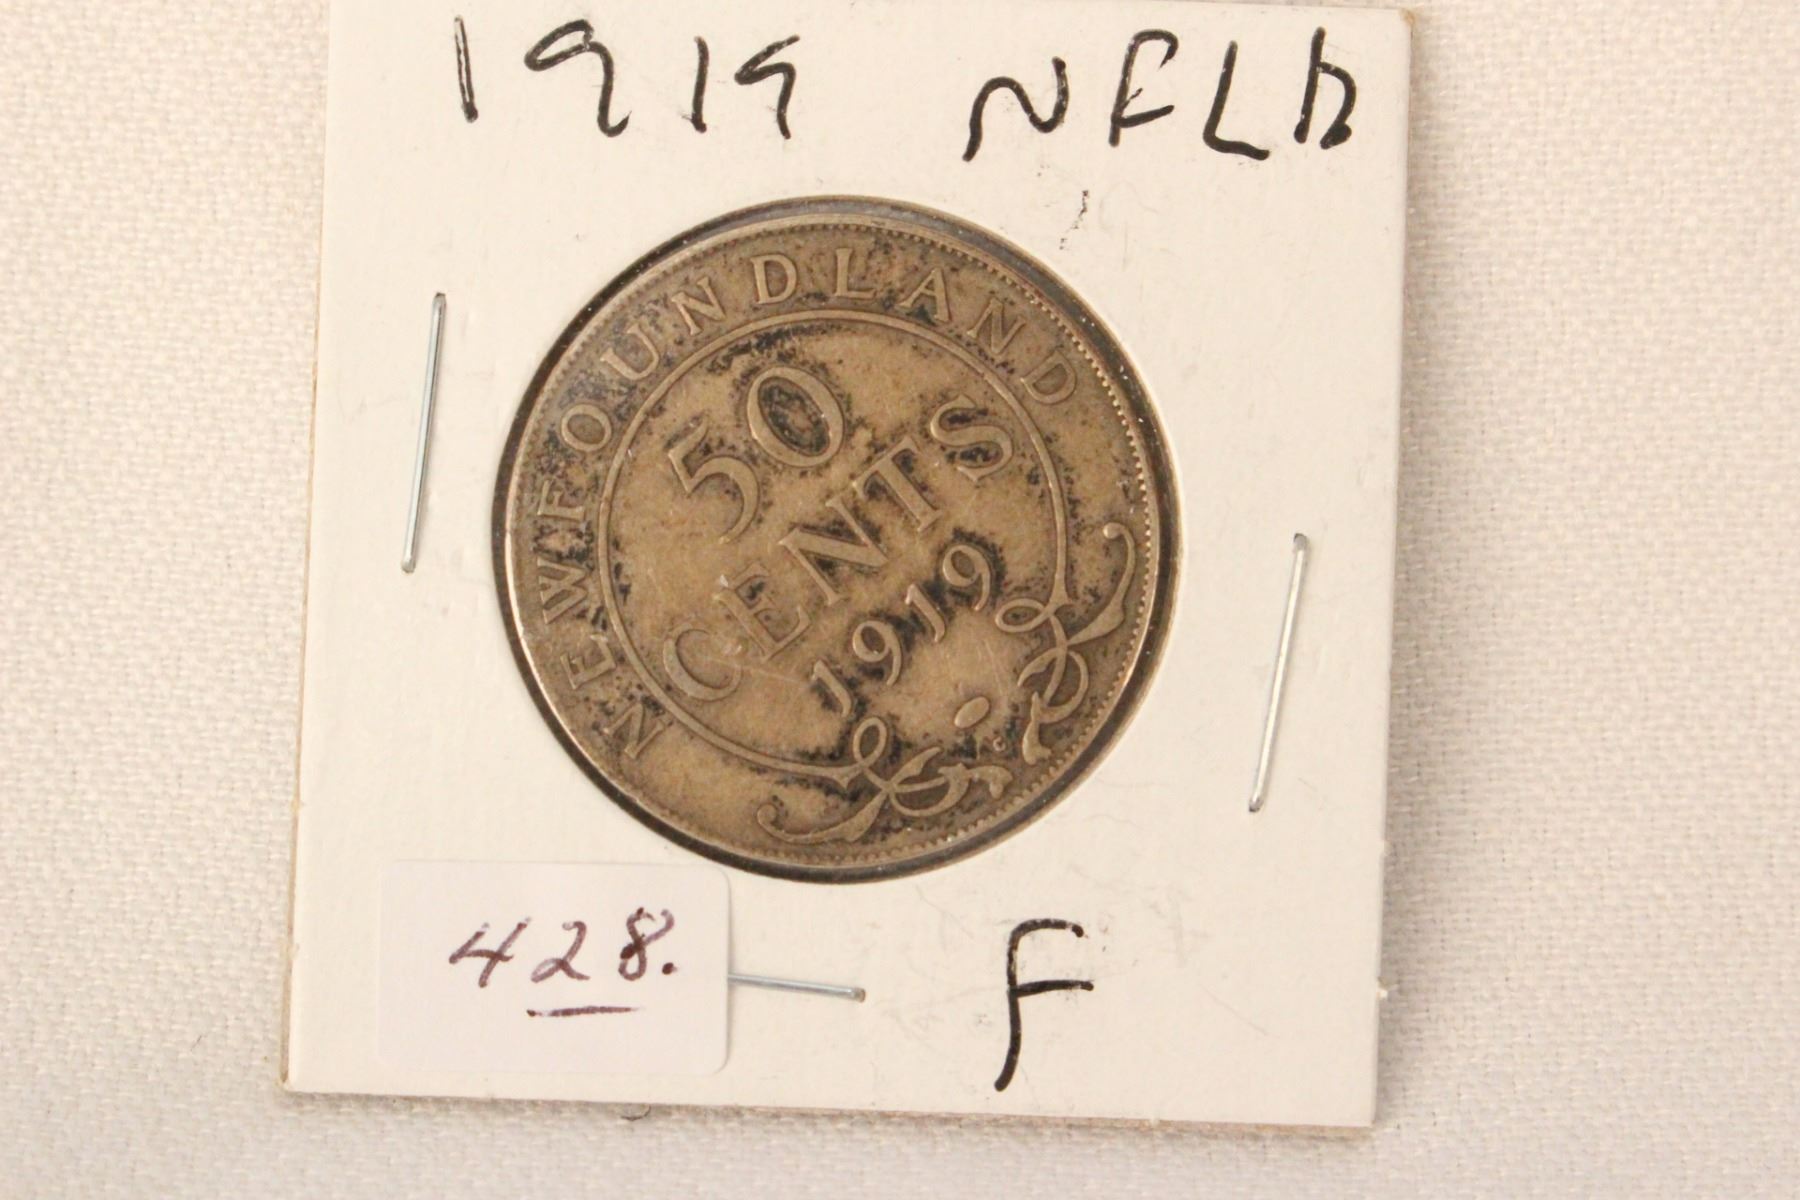 1919 NFLD
NEWFOUNDLAND
50
CENTS
1919
C
428.
F